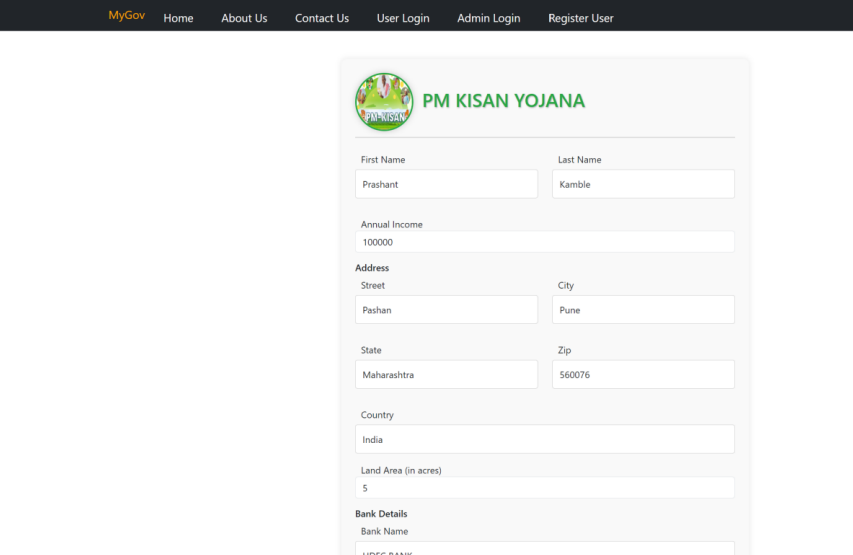 MyGov Home About Us Contact Us User Login Admin Login Register User
PM-KISAN
PM KISAN YOJANA
First Name Last Name
Prashant Kamble
Annual Income
100000
Address
Street City
Pashan Pune
State Zip
Maharashtra 560076
Country
India
Land Area (in acres)
5
Bank Details
Bank Name